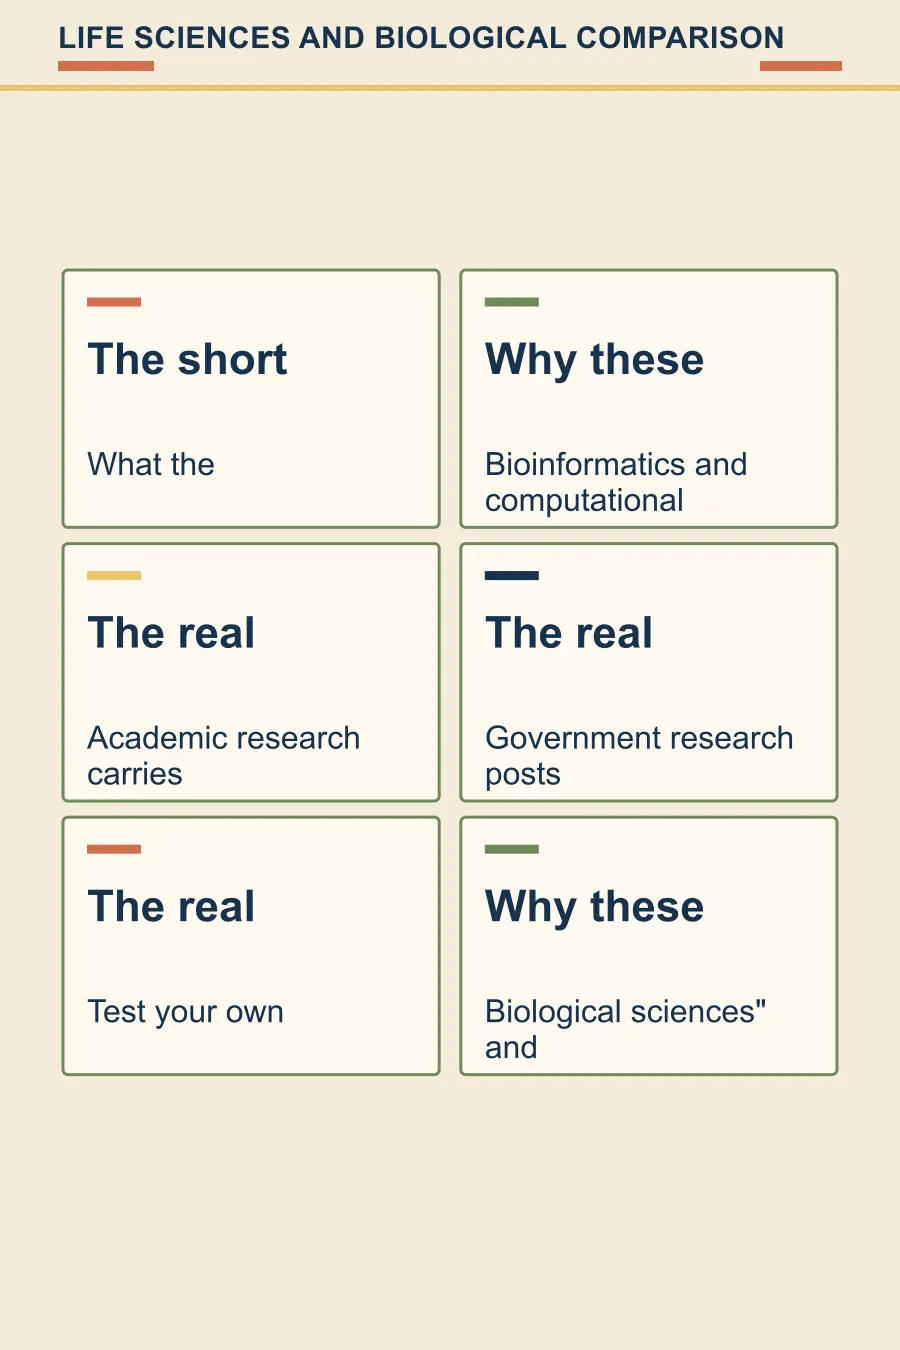 LIFE SCIENCES AND BIOLOGICAL COMPARISON
The short
What the
Why these
Bioinformatics and
computational
The real
Academic research
carries
The real
Government research
posts
The real
Test your own
Why these
Biological sciences"
and